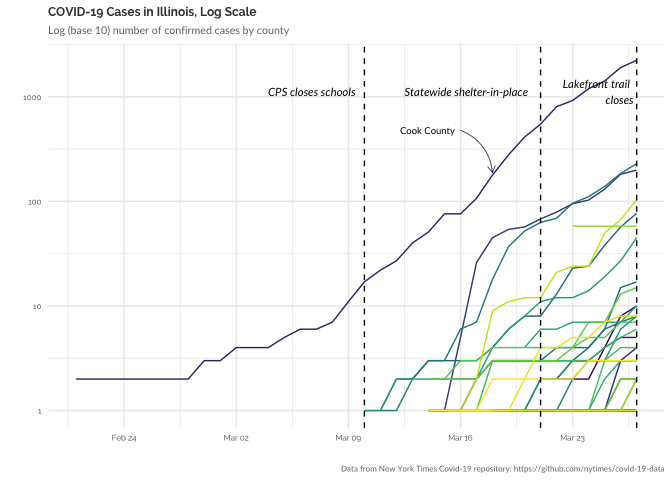 COVID-19 Cases in Illinois, Log Scale
Log (base 10) number of confirmed cases by county
CPS closes schools
Statewide shelter-in-place
Lakefront trail
closes
Cook County
1000
100
10
1
Feb 24
Mar 02
Mar 09
Mar 16
Mar 23
Data from New York Times Covid-19 repository: https://github.com/nytimes/covid-19-data